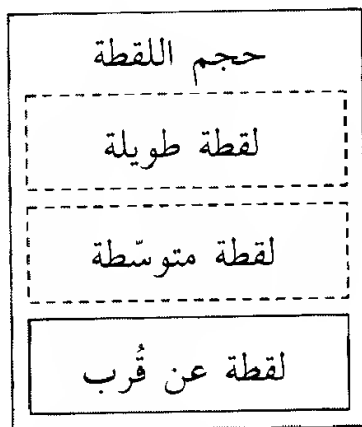 حجم اللقطة
لقطة طويلة
لقطة متوسّطة
لقطة عن قُرب